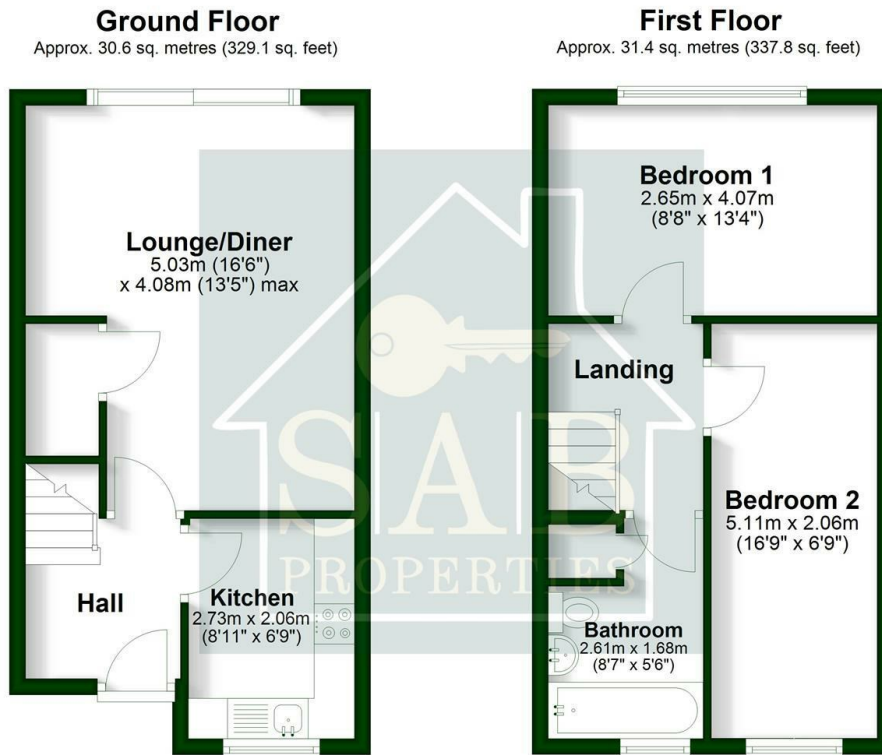 Ground Floor
Approx. 30.6 sq. metres (329.1 sq. feet)
Lounge/Diner
5.03m (16'6")
x 4.08m (13'5") max
Hall
Kitchen
2.73m x 2.06m
(8'11" x 6'9")
First Floor
Approx. 31.4 sq. metres (337.8 sq. feet)
Bedroom 1
2.65m x 4.07m
(8'8" x 13'4")
Landing
Bedroom 2
5.11m x 2.06m
(16'9" x 6'9")
Bathroom
2.61m x 1.68m
(8'7" x 5'6")
SAB
PROPERTIES